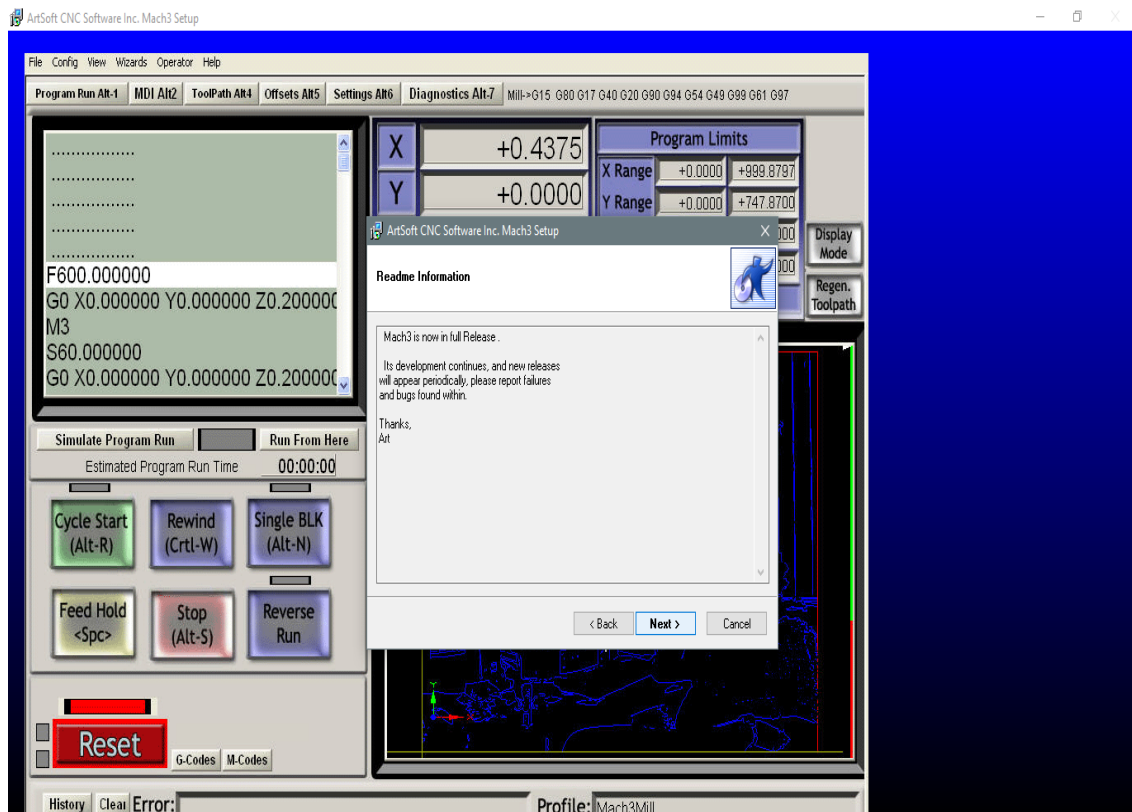 ArtSoft CNC Software Inc. Mach3 Setup
File Config View Wizards Operator Help
Program Run Alt-1 MDI Alt2 ToolPath Alt4 Offsets Alt5 Settings Alt6 Diagnostics Alt-7 Mill->G15 G80 G17 G40 G20 G90 G94 G54 G49 G99 G61 G97
................
................
................
................
................
F600.000000
G0 X0.000000 Y0.000000 Z0.200000
M3
S60.000000
G0 X0.000000 Y0.000000 Z0.200000
X +0.4375
Y +0.0000
Program Limits
X Range +0.0000 +999.8797
Y Range +0.0000 +747.8700
000
000
Display
Mode
Regen.
Toolpath
ArtSoft CNC Software Inc. Mach3 Setup
Readme Information
Mach3 is now in full Release .
Its development continues, and new releases
will appear periodically, please report failures
and bugs found within.
Thanks,
Art
< Back Next > Cancel
Simulate Program Run Run From Here
Estimated Program Run Time 00:00:00
Cycle Start
(Alt-R)
Rewind
(Crtl-W)
Single BLK
(Alt-N)
Feed Hold
<Spc>
Stop
(Alt-S)
Reverse
Run
Y
X
Reset
G-Codes M-Codes
History Clear Error: Profile: Mach3Mill